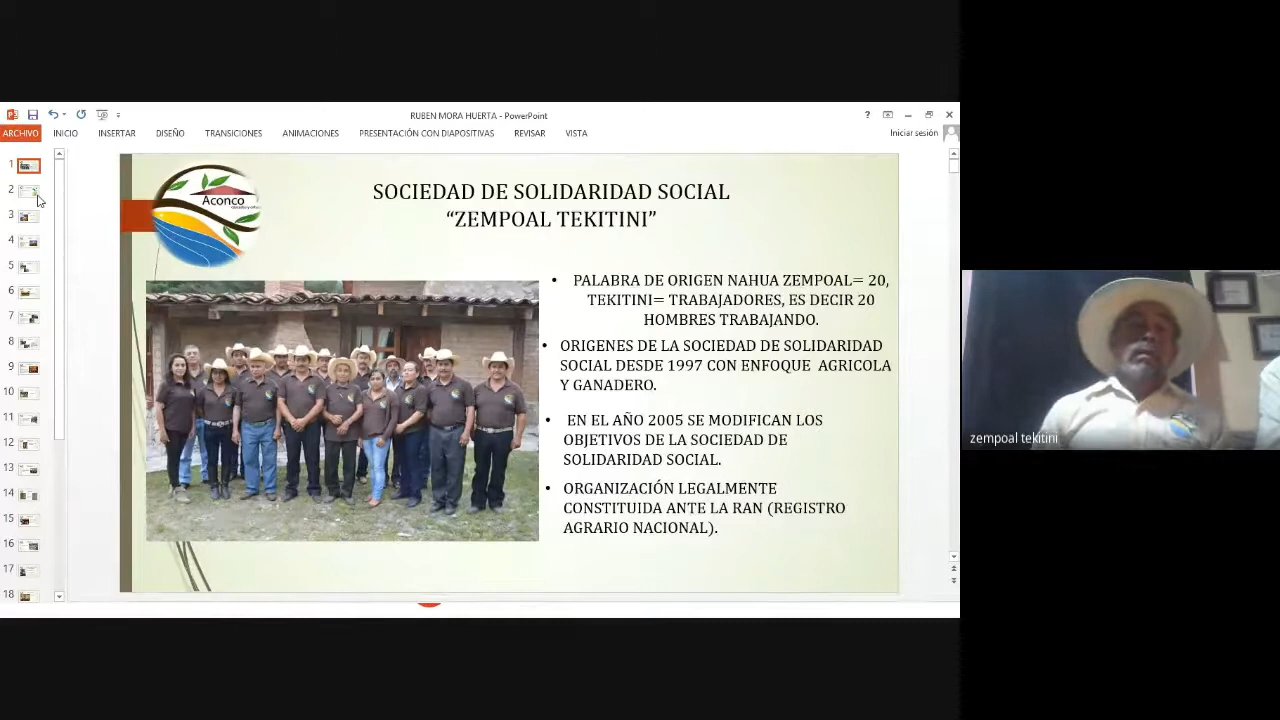 RUBEN MORA HUERTA - PowerPoint
ARCHIVO INICIO INSERTAR DISEÑO TRANSICIONES ANIMACIONES PRESENTACIÓN CON DIAPOSITIVAS REVISAR VISTA Iniciar sesión
1
2
3
4
5
6
7
8
9
10
11
12
13
14
15
16
17
18
Aconco
SOCIEDAD DE SOLIDARIDAD SOCIAL
“ZEMPOAL TEKITINI”
• PALABRA DE ORIGEN NAHUA ZEMPOAL= 20,
TEKITINI= TRABAJADORES, ES DECIR 20
HOMBRES TRABAJANDO.
• ORIGENES DE LA SOCIEDAD DE SOLIDARIDAD
SOCIAL DESDE 1997 CON ENFOQUE AGRICOLA
Y GANADERO.
• EN EL AÑO 2005 SE MODIFICAN LOS
OBJETIVOS DE LA SOCIEDAD DE
SOLIDARIDAD SOCIAL.
• ORGANIZACIÓN LEGALMENTE
CONSTITUIDA ANTE LA RAN (REGISTRO
AGRARIO NACIONAL).
zempoal tekitini